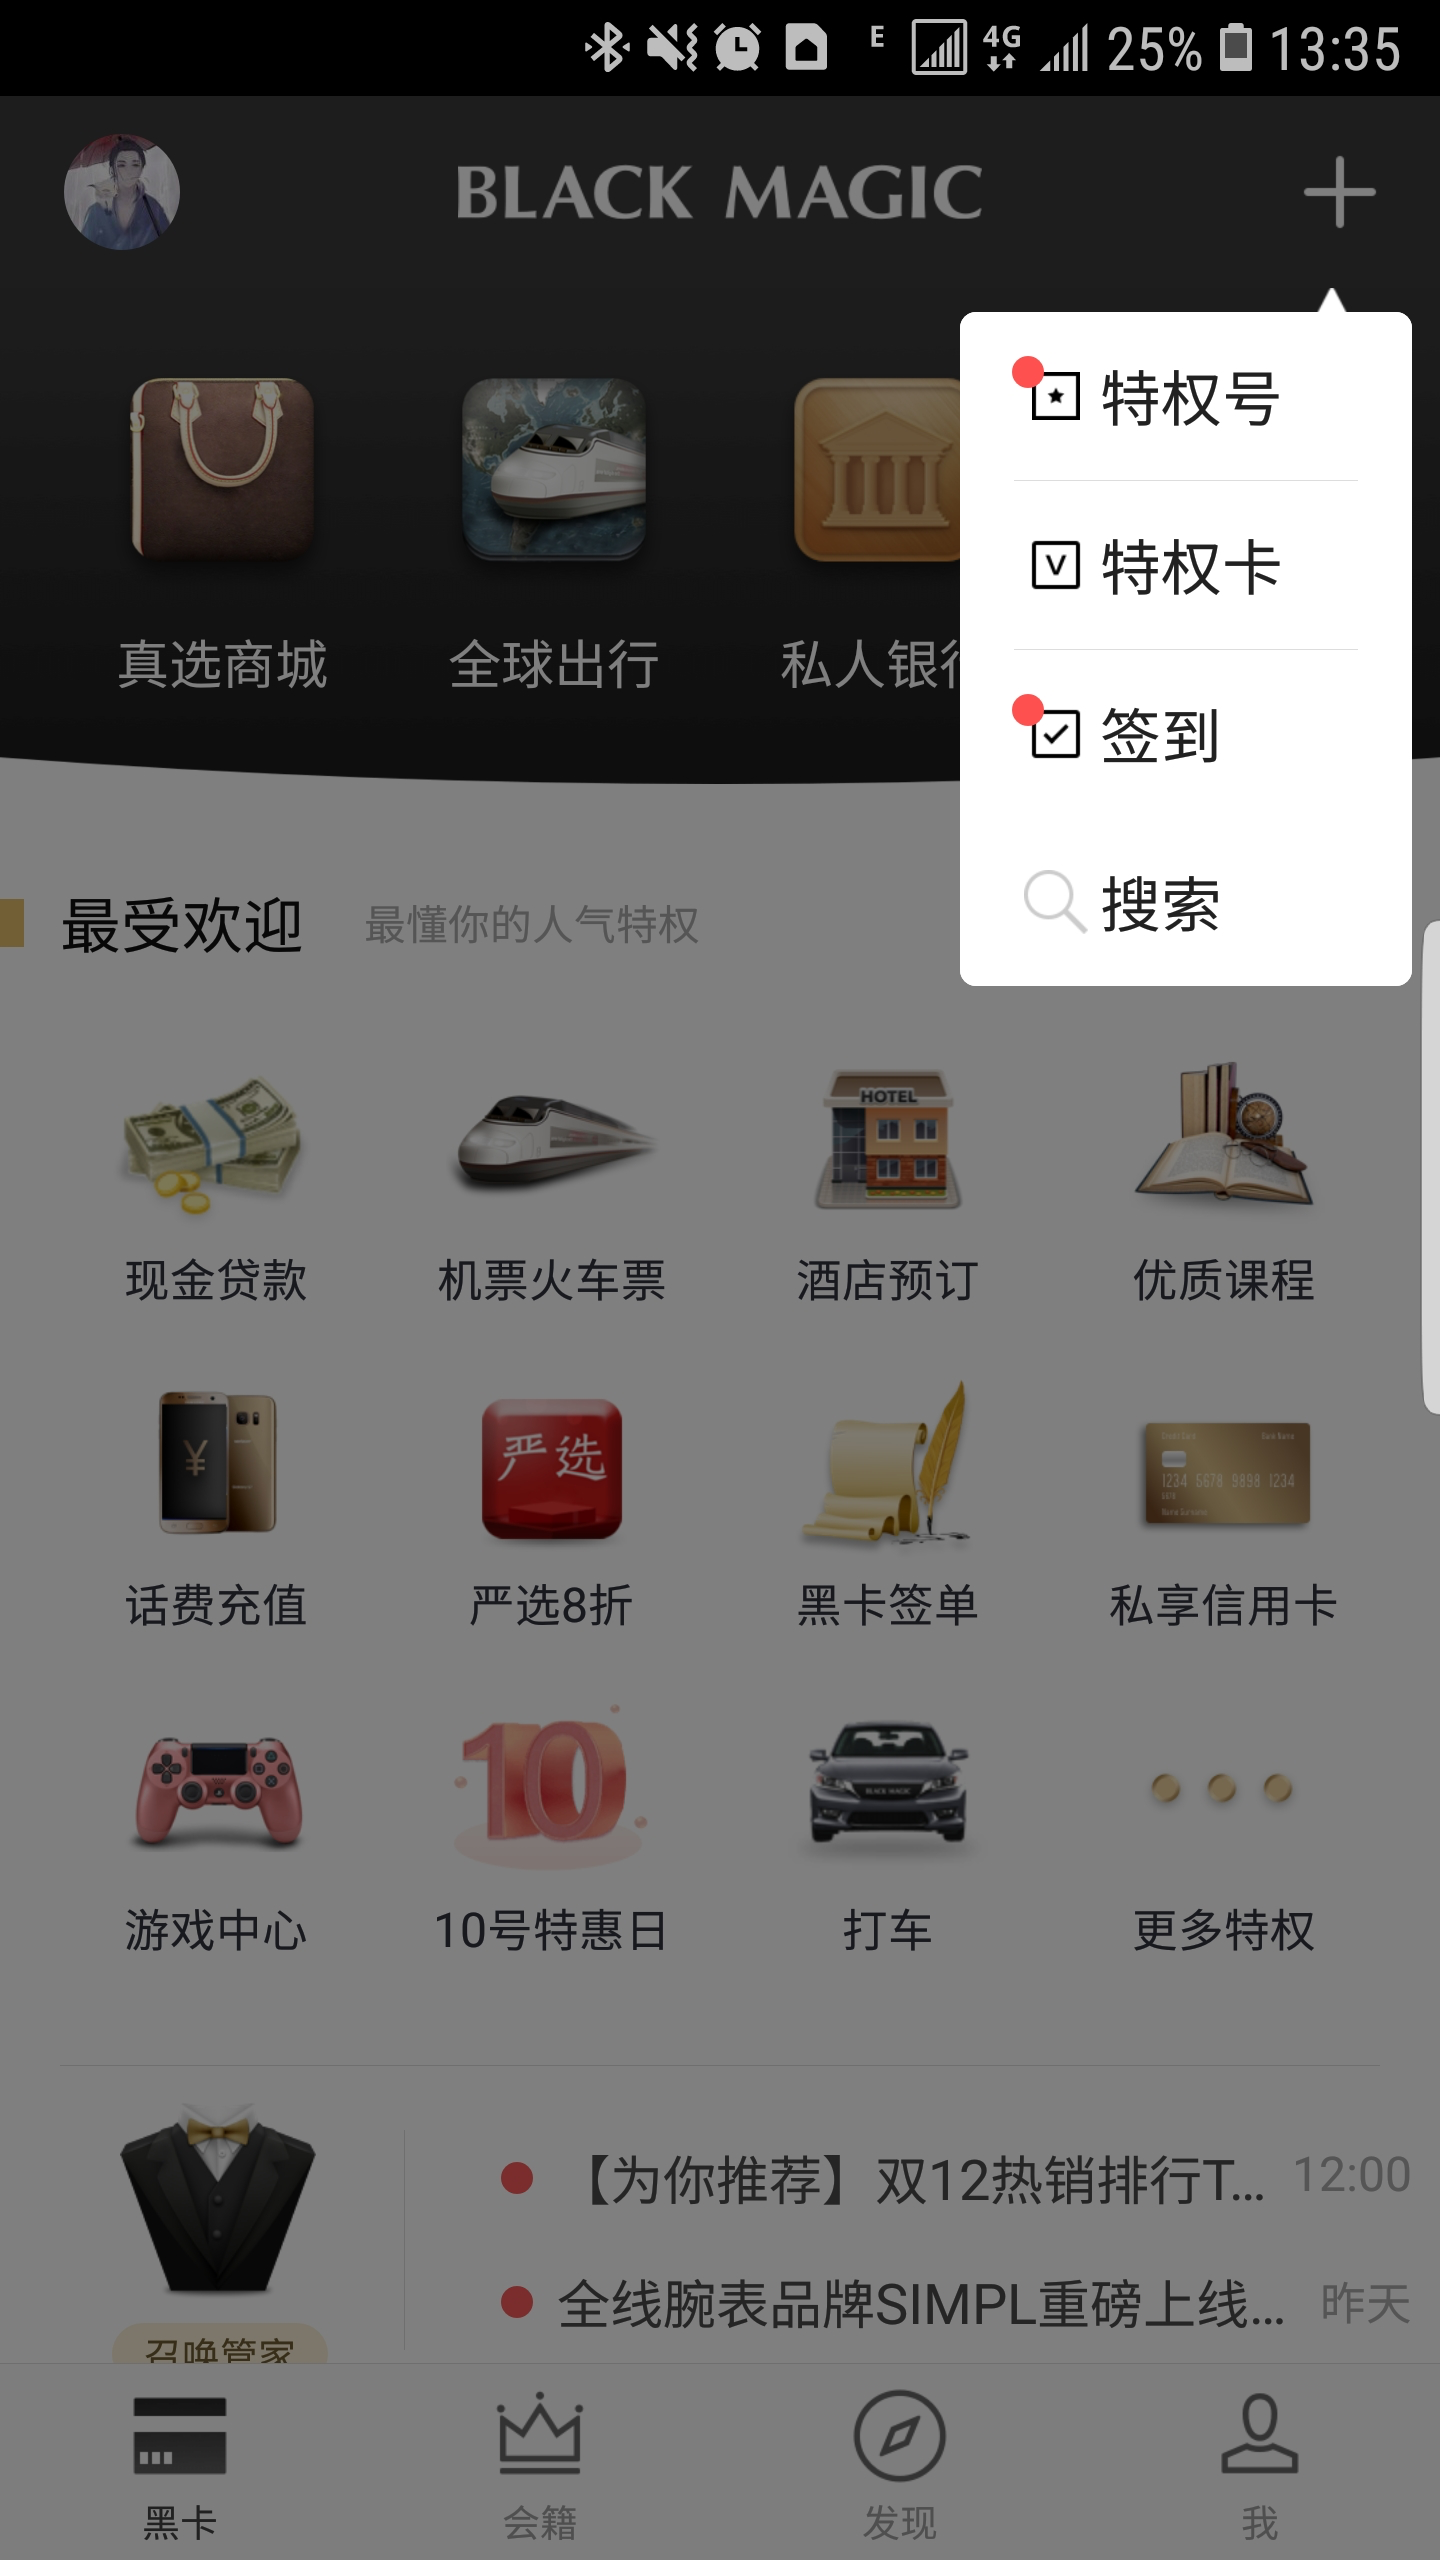 E 4G 25% 13:35
BLACK MAGIC
特权号
特权卡
签到
搜索
真选商城 全球出行 私人银行
最受欢迎 最懂你的人气特权
HOTEL
现金贷款 机票火车票 酒店预订 优质课程
¥ 严选
Credit Card Bank Name
1234 5678 9898 1234
话费充值 严选8折 黑卡签单 私享信用卡
10 BLACK MAGIC
游戏中心 10号特惠日 打车 更多特权
【为你推荐】双12热销排行T... 12:00
全线腕表品牌SIMPL重磅上线... 昨天
召唤管家
黑卡 会籍 发现 我